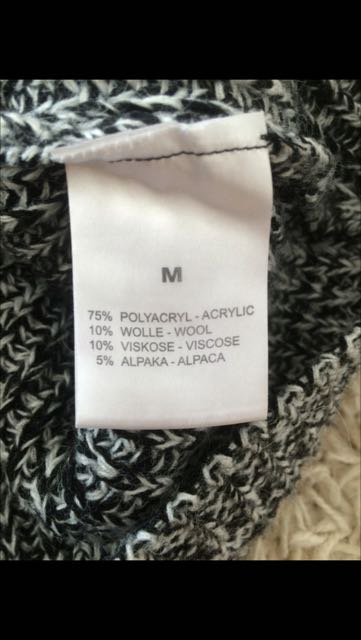 M
75% POLYACRYL - ACRYLIC
10% WOLLE - WOOL
10% VISKOSE - VISCOSE
5% ALPAKA - ALPACA